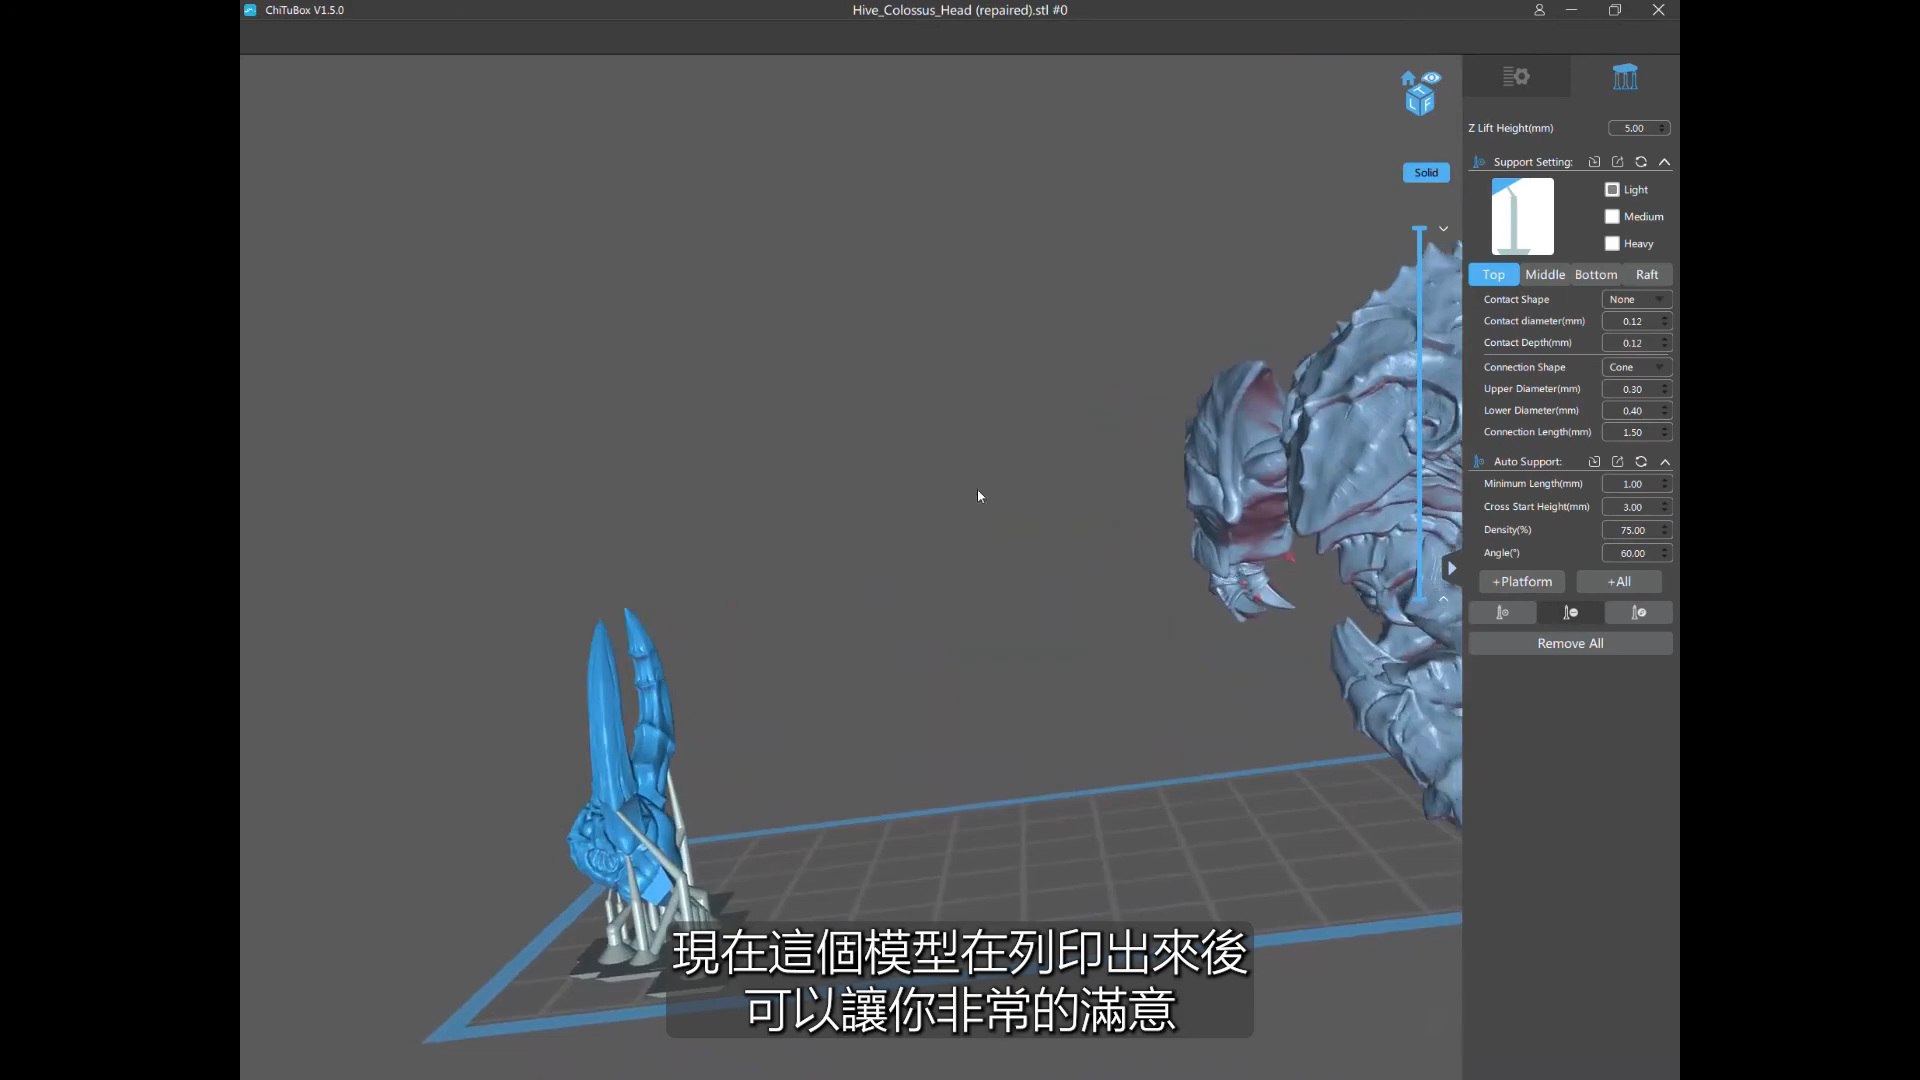 ChiTuBox V1.5.0
Hive_Colossus_Head (repaired).stl #0
Z Lift Height(mm) 5.00
Support Setting:
Light
Medium
Heavy
Solid
Top Middle Bottom Raft
Contact Shape None
Contact diameter(mm) 0.12
Contact Depth(mm) 0.12
Connection Shape Cone
Upper Diameter(mm) 0.30
Lower Diameter(mm) 0.40
Connection Length(mm) 1.50
Auto Support:
Minimum Length(mm) 1.00
Cross Start Height(mm) 3.00
Density(%) 75.00
Angle(°) 60.00
+Platform +All
Remove All
T
L F
現在這個模型在列印出來後
可以讓你非常的滿意